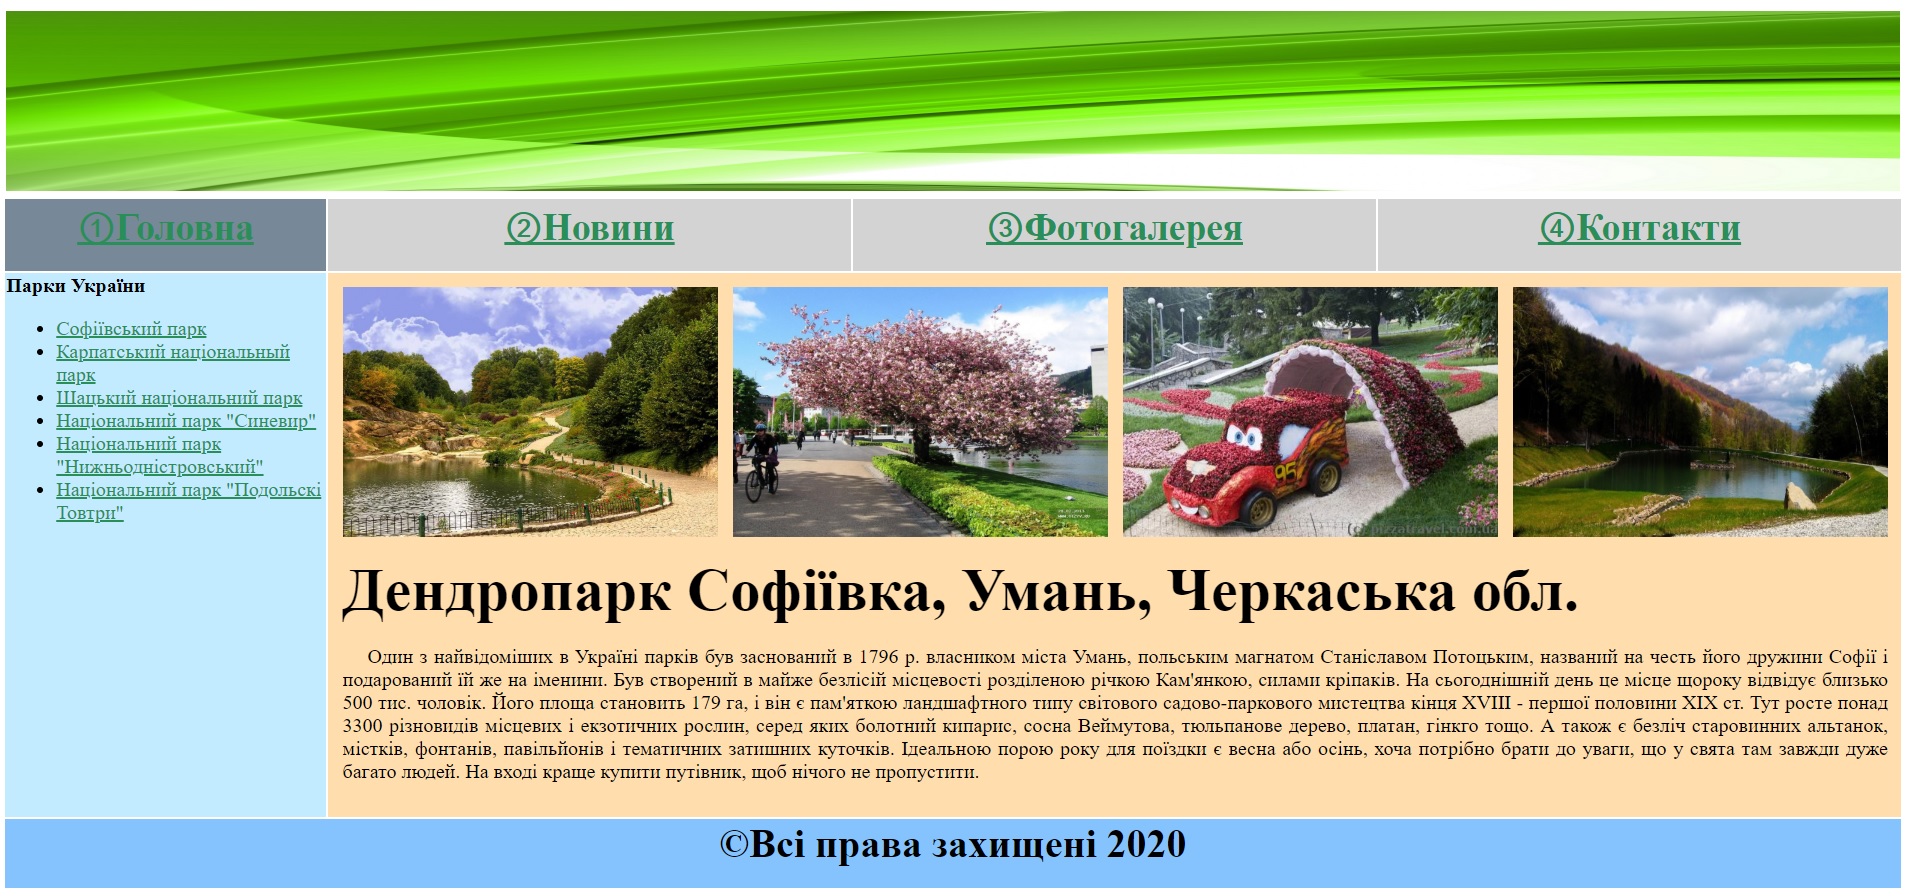 ①Головна
②Новини
③Фотогалерея
④Контакти
Парки України
Софіївський парк
Карпатський національный
парк
Шацький національний парк
Національний парк "Синевир"
Національний парк
"Нижньодністровський"
Національний парк "Подольскі
Товтри"
95
(c) pizzatravel.com.ua
Дендропарк Софіївка, Умань, Черкаська обл.
Один з найвідоміших в Україні парків був заснований в 1796 р. власником міста Умань, польським магнатом Станіславом Потоцьким, названий на честь його дружини Софії і
подарований їй же на іменини. Був створений в майже безлісій місцевості розділеною річкою Кам'янкою, силами кріпаків. На сьогоднішній день це місце щороку відвідує близько
500 тис. чоловік. Його площа становить 179 га, і він є пам'яткою ландшафтного типу світового садово-паркового мистецтва кінця XVIII - першої половини XIX ст. Тут росте понад
3300 різновидів місцевих і екзотичних рослин, серед яких болотний кипарис, сосна Веймутова, тюльпанове дерево, платан, гінкго тощо. А також є безліч старовинних альтанок,
містків, фонтанів, павільйонів і тематичних затишних куточків. Ідеальною порою року для поїздки є весна або осінь, хоча потрібно брати до уваги, що у свята там завжди дуже
багато людей. На вході краще купити путівник, щоб нічого не пропустити.
©Всі права захищені 2020